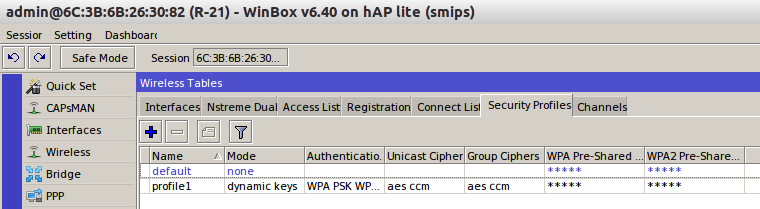 admin@6C:3B:6B:26:30:82 (R-21) - WinBox v6.40 on hAP lite (smips)
Session Setting Dashboard
Safe Mode Session 6C:3B:6B:26:30...
Quick Set
CAPsMAN
Interfaces
Wireless
Bridge
PPP
Wireless Tables
Interfaces Nstreme Dual Access List Registration Connect List Security Profiles Channels
Name Mode Authenticatio. Unicast Cipher Group Ciphers WPA Pre-Shared ... WPA2 Pre-Share...
default none ***** *****
profile1 dynamic keys WPA PSK WP... aes ccm aes ccm ***** *****